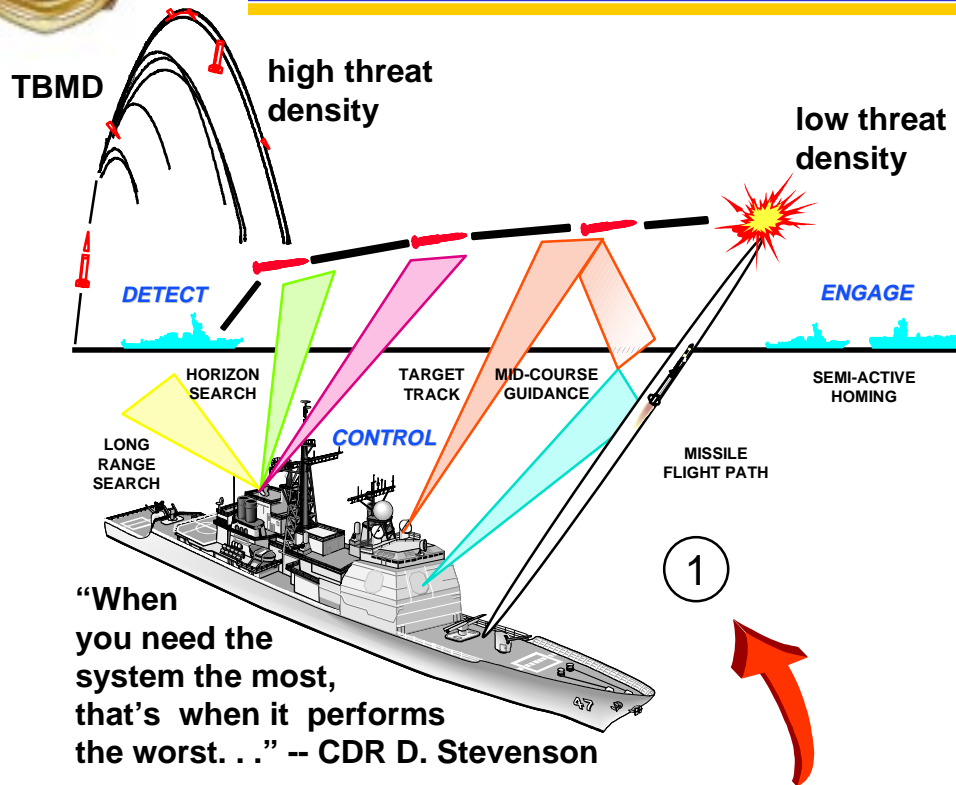 TBMD
high threat
density
low threat
density
DETECT
ENGAGE
HORIZON
SEARCH
TARGET
TRACK
MID-COURSE
GUIDANCE
SEMI-ACTIVE
HOMING
LONG
RANGE
SEARCH
CONTROL
MISSILE
FLIGHT PATH
1
“When
you need the
system the most,
that’s when it performs
the worst. . .” -- CDR D. Stevenson
47